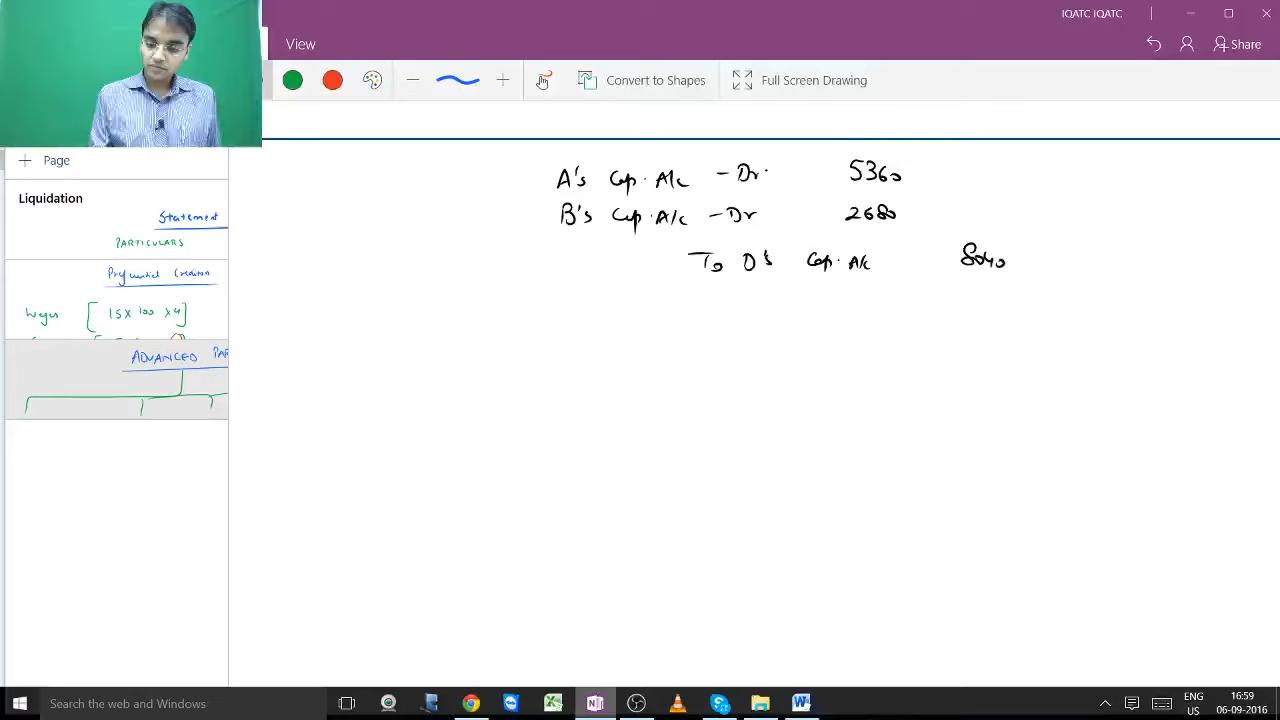 IQATC IQATC
View
Share
Convert to Shapes
Full Screen Drawing
Page
Liquidation
Statement
PARTICULARS
Prefrential Creditors
Wages [ 15 x 100 x 4 ]
ADVANCED PAR
A's Cap. A/c - Dr. 5360
B's Cap. A/c - Dr 2680
To D's Cap. A/c 8040
Search the web and Windows
ENG
US
16:59
06-09-2016